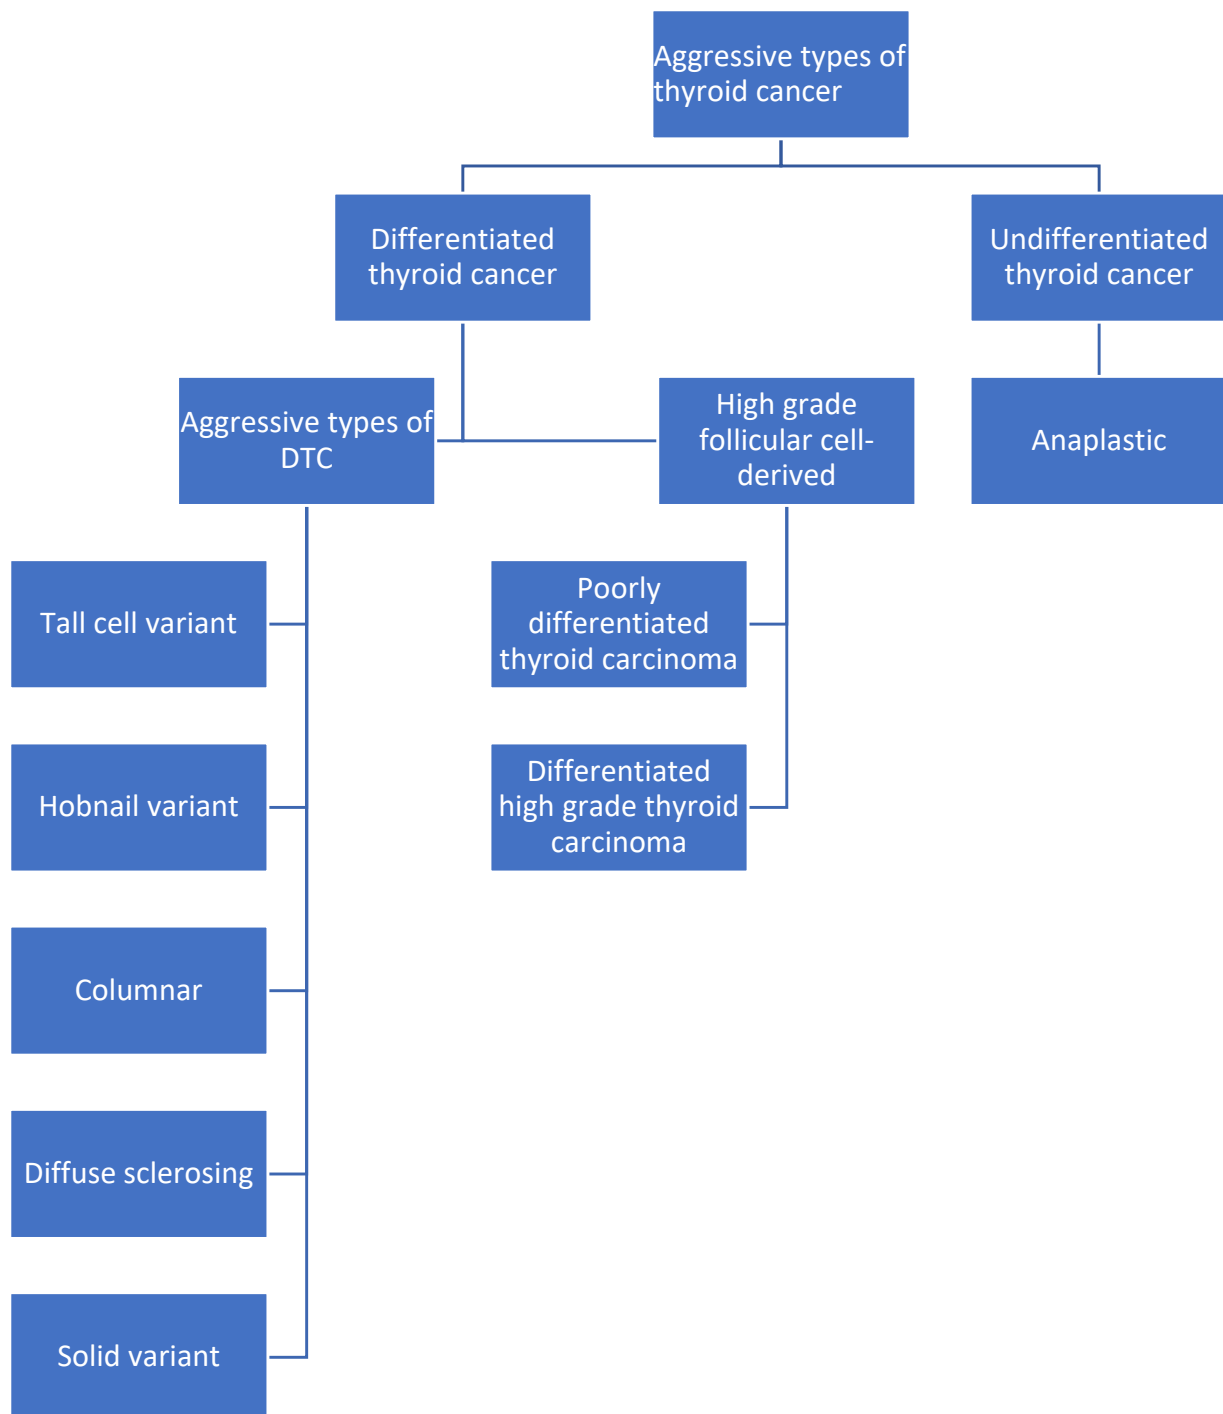 Aggressive types of
thyroid cancer
Differentiated
thyroid cancer
Undifferentiated
thyroid cancer
Aggressive types of
DTC
High grade
follicular cell-
derived
Anaplastic
Tall cell variant
Poorly
differentiated
thyroid carcinoma
Hobnail variant
Differentiated
high grade thyroid
carcinoma
Columnar
Diffuse sclerosing
Solid variant